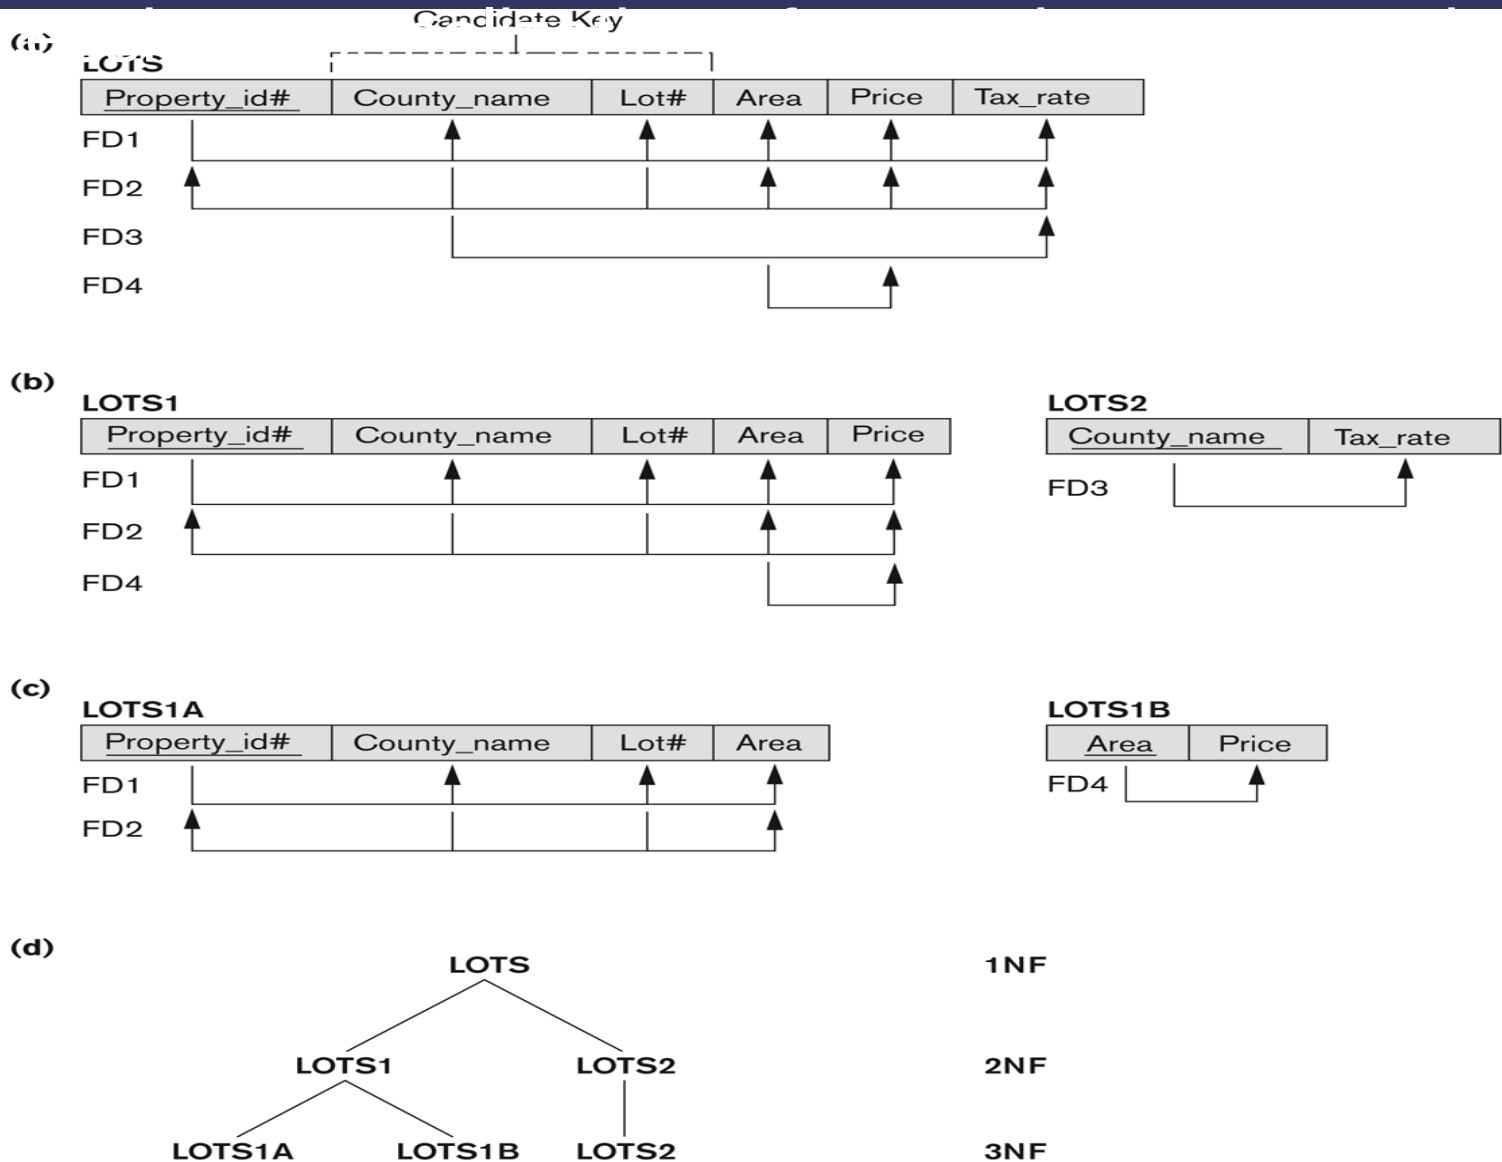 Candidate Key
(a)
LOTS
Property_id# County_name Lot# Area Price Tax_rate
FD1
FD2
FD3
FD4
(b)
LOTS1 LOTS2
Property_id# County_name Lot# Area Price County_name Tax_rate
FD1 FD3
FD2
FD4
(c)
LOTS1A LOTS1B
Property_id# County_name Lot# Area Area Price
FD1 FD4
FD2
(d)
LOTS 1NF
LOTS1 LOTS2 2NF
LOTS1A LOTS1B LOTS2 3NF